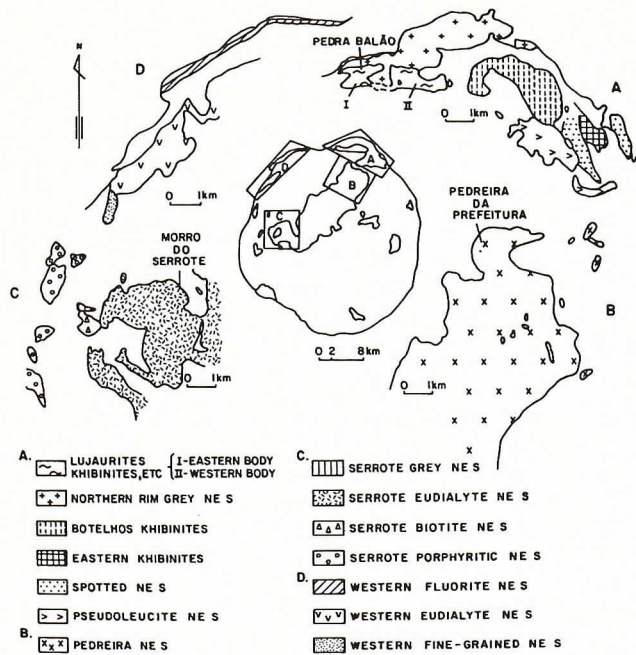 N
D
PEDRA BALÃO
I
II
A
0 1km
0 1km
A
B
C
PEDREIRA
DA
PREFEITURA
C
MORRO
DO
SERROTE
B
0 2 8km
0 1km
0 1km
A.
LUJAURITES
KHIBINITES, ETC
I-EASTERN BODY
II-WESTERN BODY
NORTHERN RIM GREY NE S
BOTELHOS KHIBINITES
EASTERN KHIBINITES
SPOTTED NE S
PSEUDOLEUCITE NE S
B.
PEDREIRA NE S
C.
SERROTE GREY NE S
SERROTE EUDIALYTE NE S
SERROTE BIOTITE NE S
SERROTE PORPHYRITIC NE S
D.
WESTERN FLUORITE NE S
WESTERN EUDIALYTE NE S
WESTERN FINE-GRAINED NE S